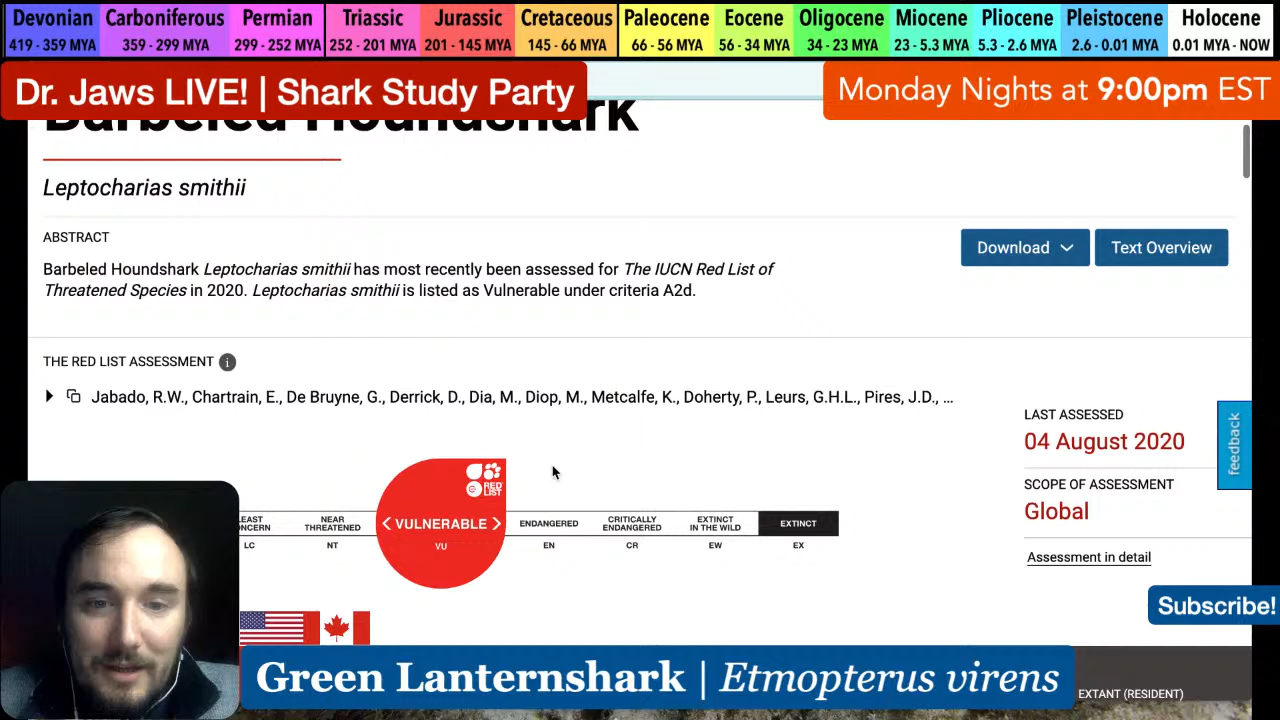 Devonian Carboniferous Permian Triassic Jurassic Cretaceous Paleocene Eocene Oligocene Miocene Pliocene Pleistocene Holocene
419 - 359 MYA 359 - 299 MYA 299 - 252 MYA 252 - 201 MYA 201 - 145 MYA 145 - 66 MYA 66 - 56 MYA 56 - 34 MYA 34 - 23 MYA 23 - 5.3 MYA 5.3 - 2.6 MYA 2.6 - 0.01 MYA 0.01 MYA - NOW
Dr. Jaws LIVE! | Shark Study Party
Monday Nights at 9:00pm EST
Barbeled Houndshark
Leptocharias smithii
ABSTRACT
Download
Text Overview
Barbeled Houndshark Leptocharias smithii has most recently been assessed for The IUCN Red List of
Threatened Species in 2020. Leptocharias smithii is listed as Vulnerable under criteria A2d.
THE RED LIST ASSESSMENT i
Jabado, R.W., Chartrain, E., De Bruyne, G., Derrick, D., Dia, M., Diop, M., Metcalfe, K., Doherty, P., Leurs, G.H.L., Pires, J.D., ...
LAST ASSESSED
04 August 2020
feedback
SCOPE OF ASSESSMENT
Global
Assessment in detail
RED
LIST
EAST
NCERN
LC
NEAR
THREATENED
NT
< VULNERABLE >
VU
ENDANGERED
EN
CRITICALLY
ENDANGERED
CR
EXTINCT
IN THE WILD
EW
EXTINCT
EX
Subscribe!
Green Lanternshark | Etmopterus virens
EXTANT (RESIDENT)